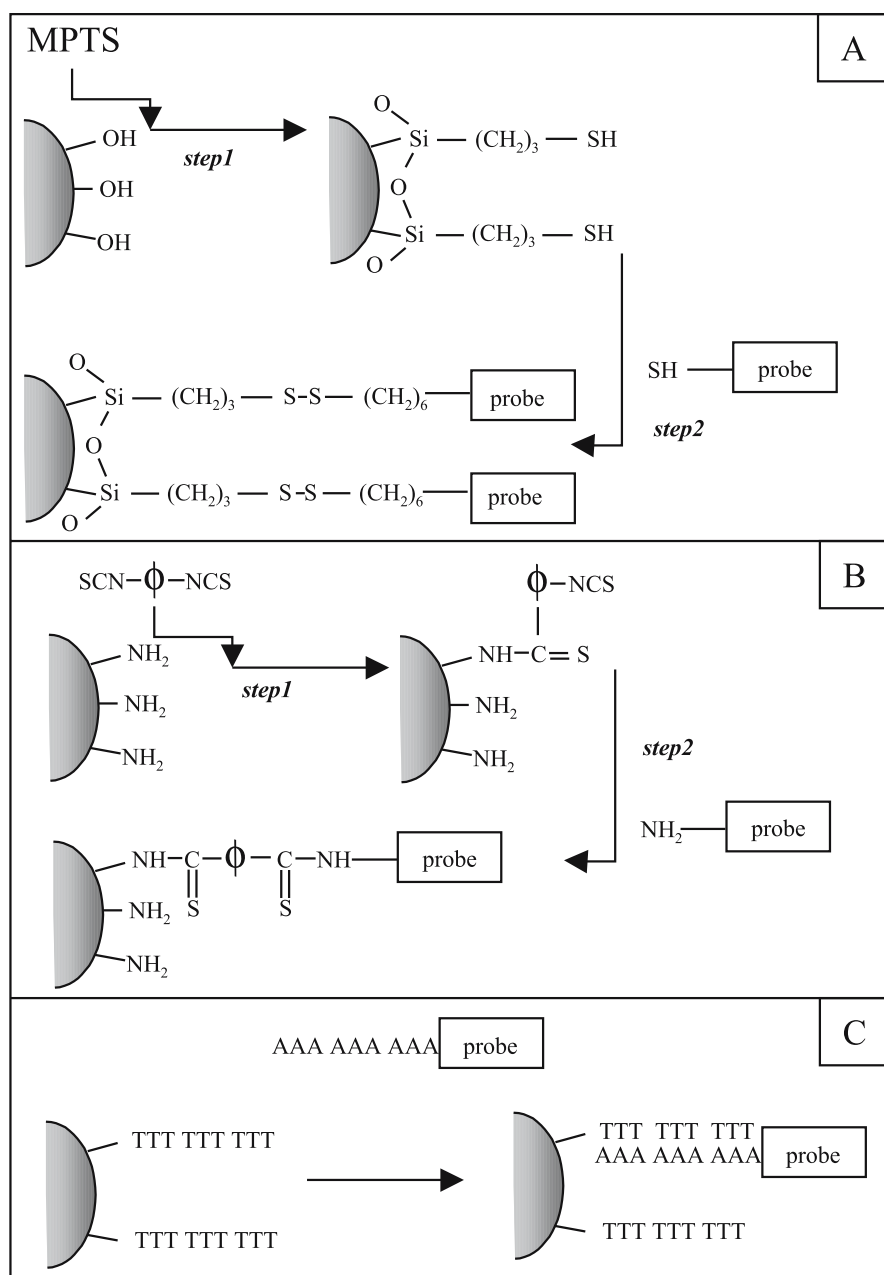 MPTS
A
OH
OH
OH
step1
O
Si — (CH₂)₃ — SH
O
Si — (CH₂)₃ — SH
O
SH — probe
step2
O
Si — (CH₂)₃ — S-S — (CH₂)₆ — probe
O
Si — (CH₂)₃ — S-S — (CH₂)₆ — probe
O
B
SCN—ϕ—NCS
ϕ—NCS
NH₂
NH₂
NH₂
step1
NH—C=S
NH₂
NH₂
step2
NH₂—probe
NH—C—ϕ—C—NH—probe
S S
NH₂
NH₂
C
AAA AAA AAA probe
TTT TTT TTT
TTT TTT TTT
TTT TTT TTT
AAA AAA AAA probe
TTT TTT TTT